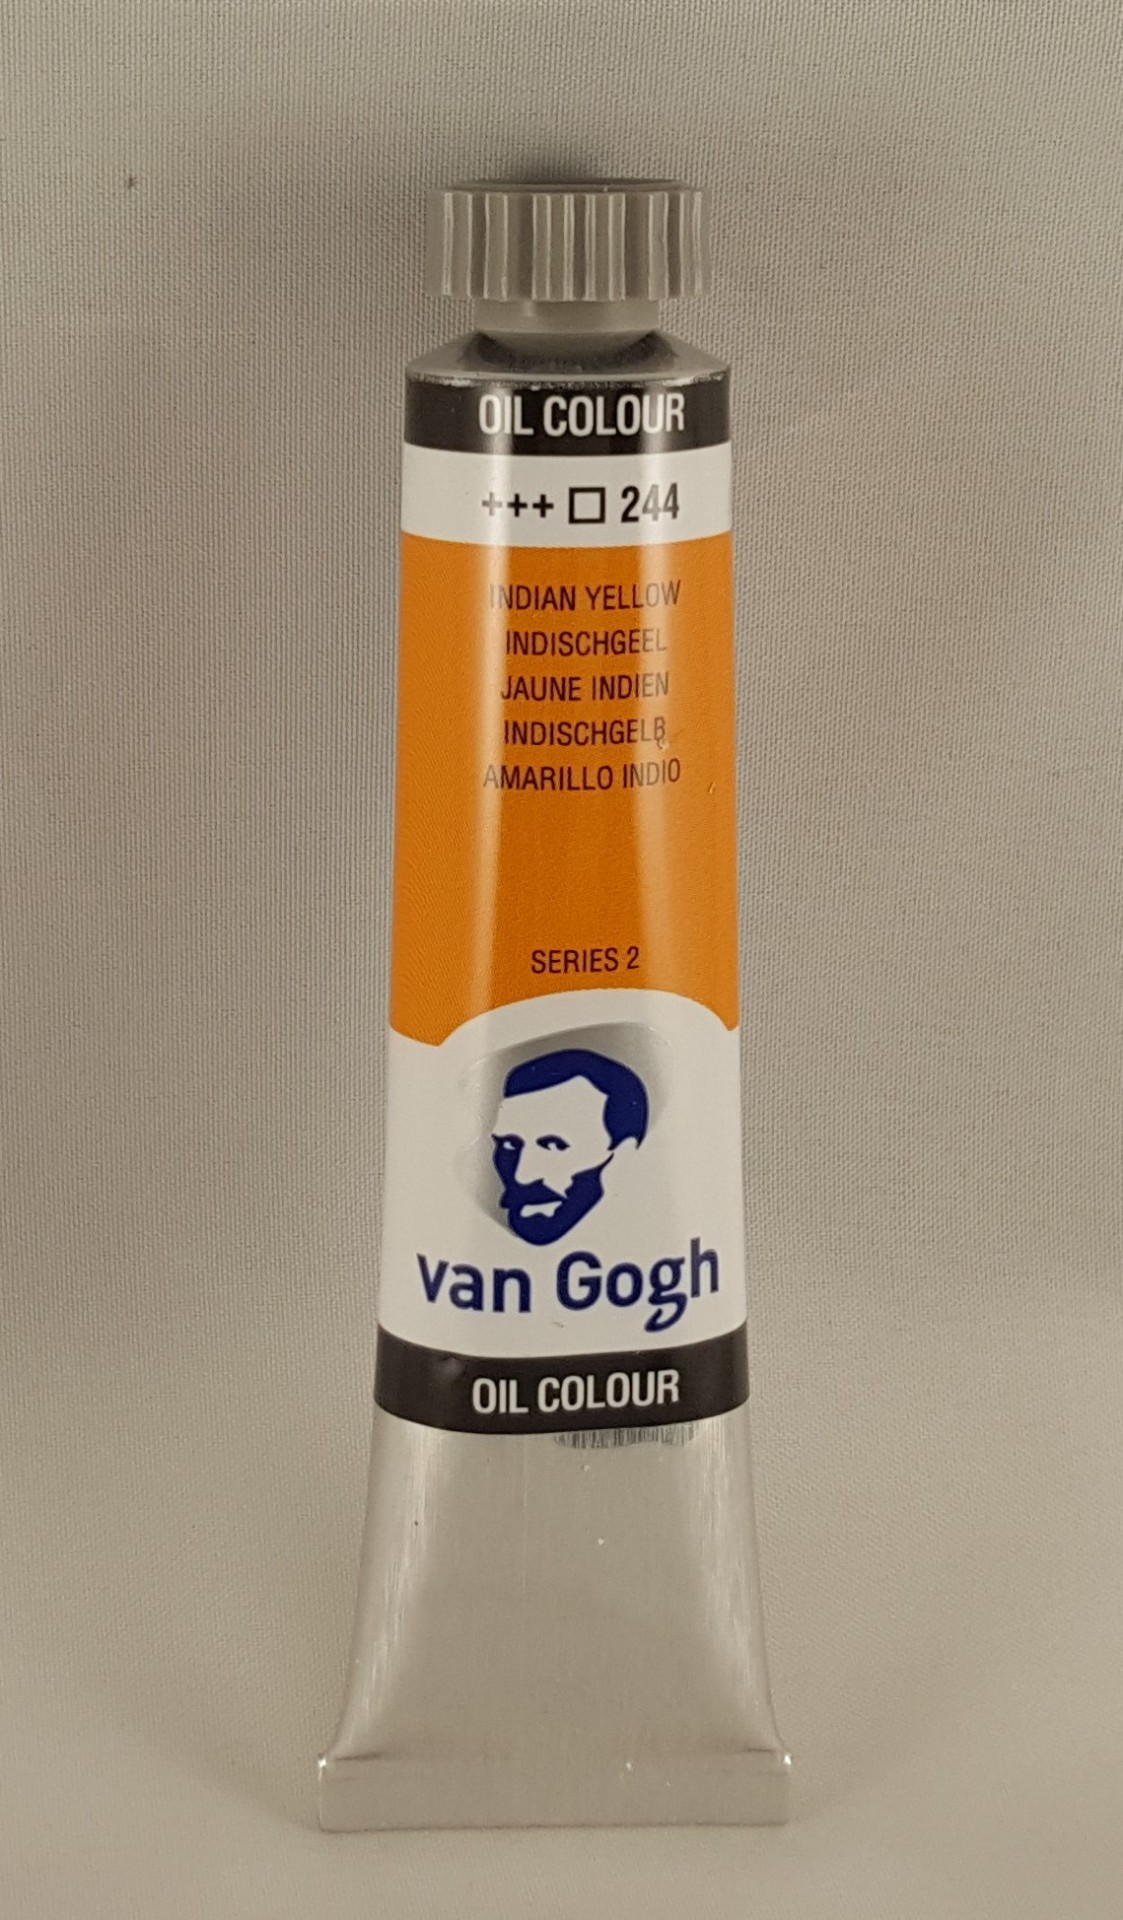 OIL COLOUR
+++ □ 244
INDIAN YELLOW
INDISCHGEEL
JAUNE INDIEN
INDISCHGELB
AMARILLO INDIO
SERIES 2
van Gogh
OIL COLOUR